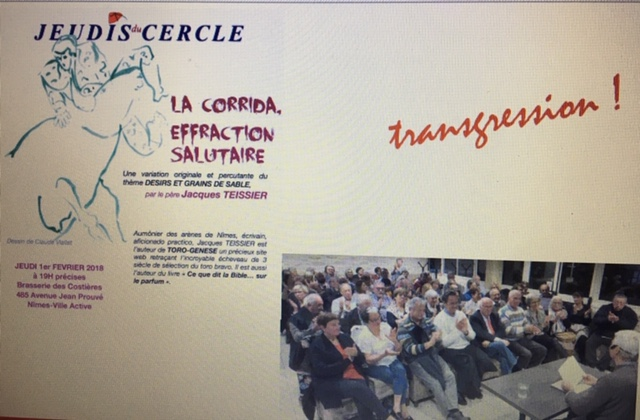 JEUDIS du CERCLE
LA CORRIDA,
EFFRACTION
SALUTAIRE
Une variation originale et percutante du
thème DESIRS ET GRAINS DE SABLE,
par le père Jacques TEISSIER
Dessin de Claude Viallat
Aumônier des arènes de Nîmes, écrivain,
aficionado practico, Jacques TEISSIER est
l'auteur de TORO-GENESE un précieux site
web retraçant l'incroyable écheveau de 3
siècle de sélection du toro bravo. Il est aussi
l'auteur du livre « Ce que dit la Bible... sur
le parfum ».
JEUDI 1er FEVRIER 2018
à 19H précises
Brasserie des Costières
465 Avenue Jean Prouvé
Nîmes-Ville Active
transgression !